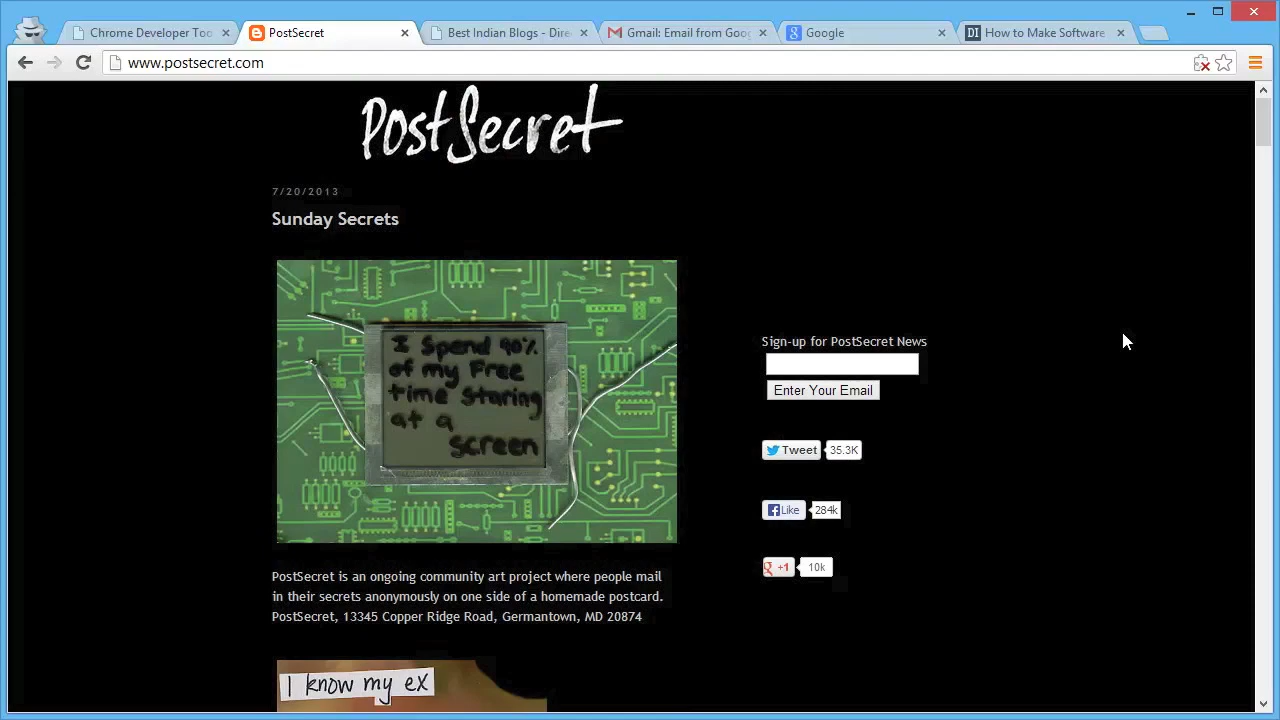 Chrome Developer Too
PostSecret
Best Indian Blogs - Dire
Gmail: Email from Goog
Google
How to Make Software
www.postsecret.com
PostSecret
7/20/2013
Sunday Secrets
I Spend 90%
of my Free
time staring
at a
screen
Sign-up for PostSecret News
Enter Your Email
Tweet 35.3K
Like 284k
+1 10k
PostSecret is an ongoing community art project where people mail
in their secrets anonymously on one side of a homemade postcard.
PostSecret, 13345 Copper Ridge Road, Germantown, MD 20874
I know my ex